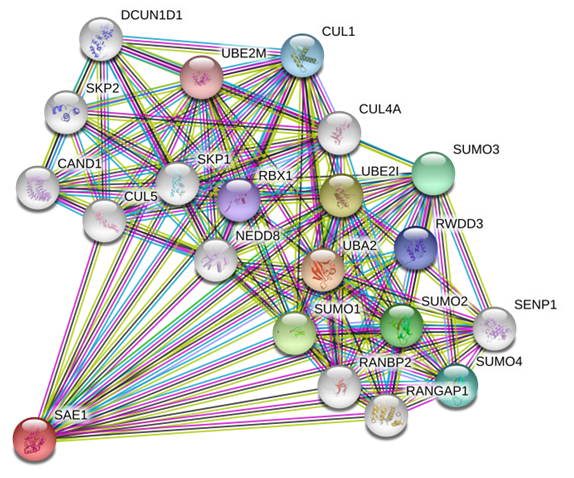 DCUN1D1
CUL1
UBE2M
SKP2
CUL4A
SUMO3
SKP1
CAND1
RBX1
UBE2I
CUL5
RWDD3
NEDD8
UBA2
SUMO1
SUMO2
SENP1
RANBP2
SUMO4
RANGAP1
SAE1